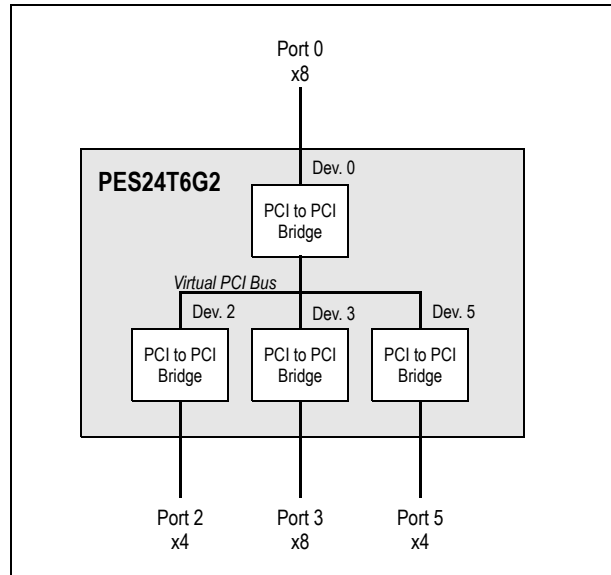 Port 0
x8
Dev. 0
PES24T6G2
PCI to PCI
Bridge
Virtual PCI Bus
Dev. 2
Dev. 3
Dev. 5
PCI to PCI
Bridge
PCI to PCI
Bridge
PCI to PCI
Bridge
Port 2
x4
Port 3
x8
Port 5
x4